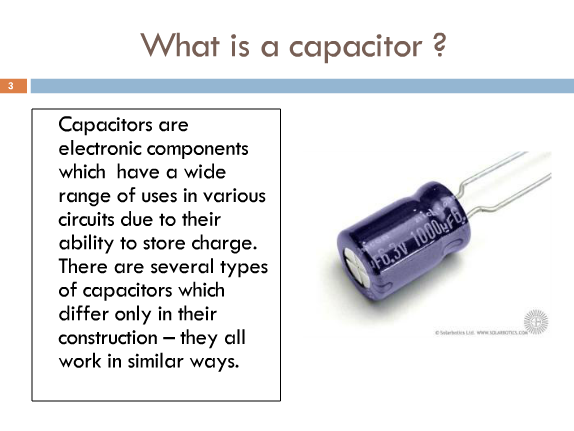 What is a capacitor ?
3
Capacitors are
electronic components
which have a wide
range of uses in various
circuits due to their
ability to store charge.
There are several types
of capacitors which
differ only in their
construction – they all
work in similar ways.
µF6.3V 1000µF6.
© Solarbotics Ltd. WWW.SOLARBOTICS.COM